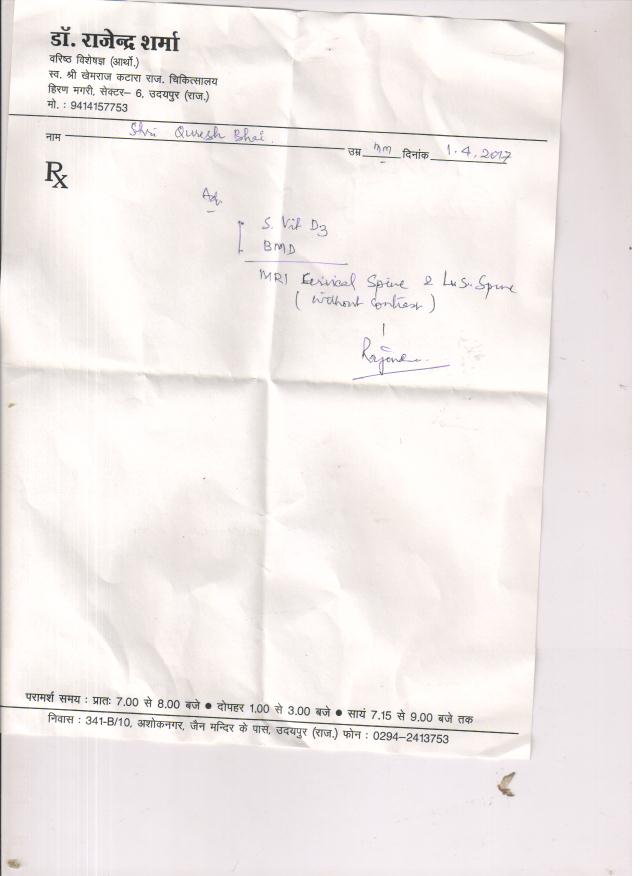 डॉ. राजेन्द्र शर्मा
वरिष्ठ विशेषज्ञ (आर्थो.)
स्व. श्री खेमराज कटारा राज. चिकित्सालय
हिरण मगरी, सेक्टर– 6, उदयपुर (राज.)
मो. : 9414157753
नाम Shri Quresh Bhai. उम्र दिनांक 1.4.2017
Rx
Adv
S. Vit D3
BMD
MRI Cervical Spine & L.S. Spine
(without contrast)
परामर्श समय : प्रातः 7.00 से 8.00 बजे ● दोपहर 1.00 से 3.00 बजे ● सायं 7.15 से 9.00 बजे तक
निवास : 341-B/10, अशोकनगर, जैन मन्दिर के पास, उदयपुर (राज.) फोन : 0294–2413753